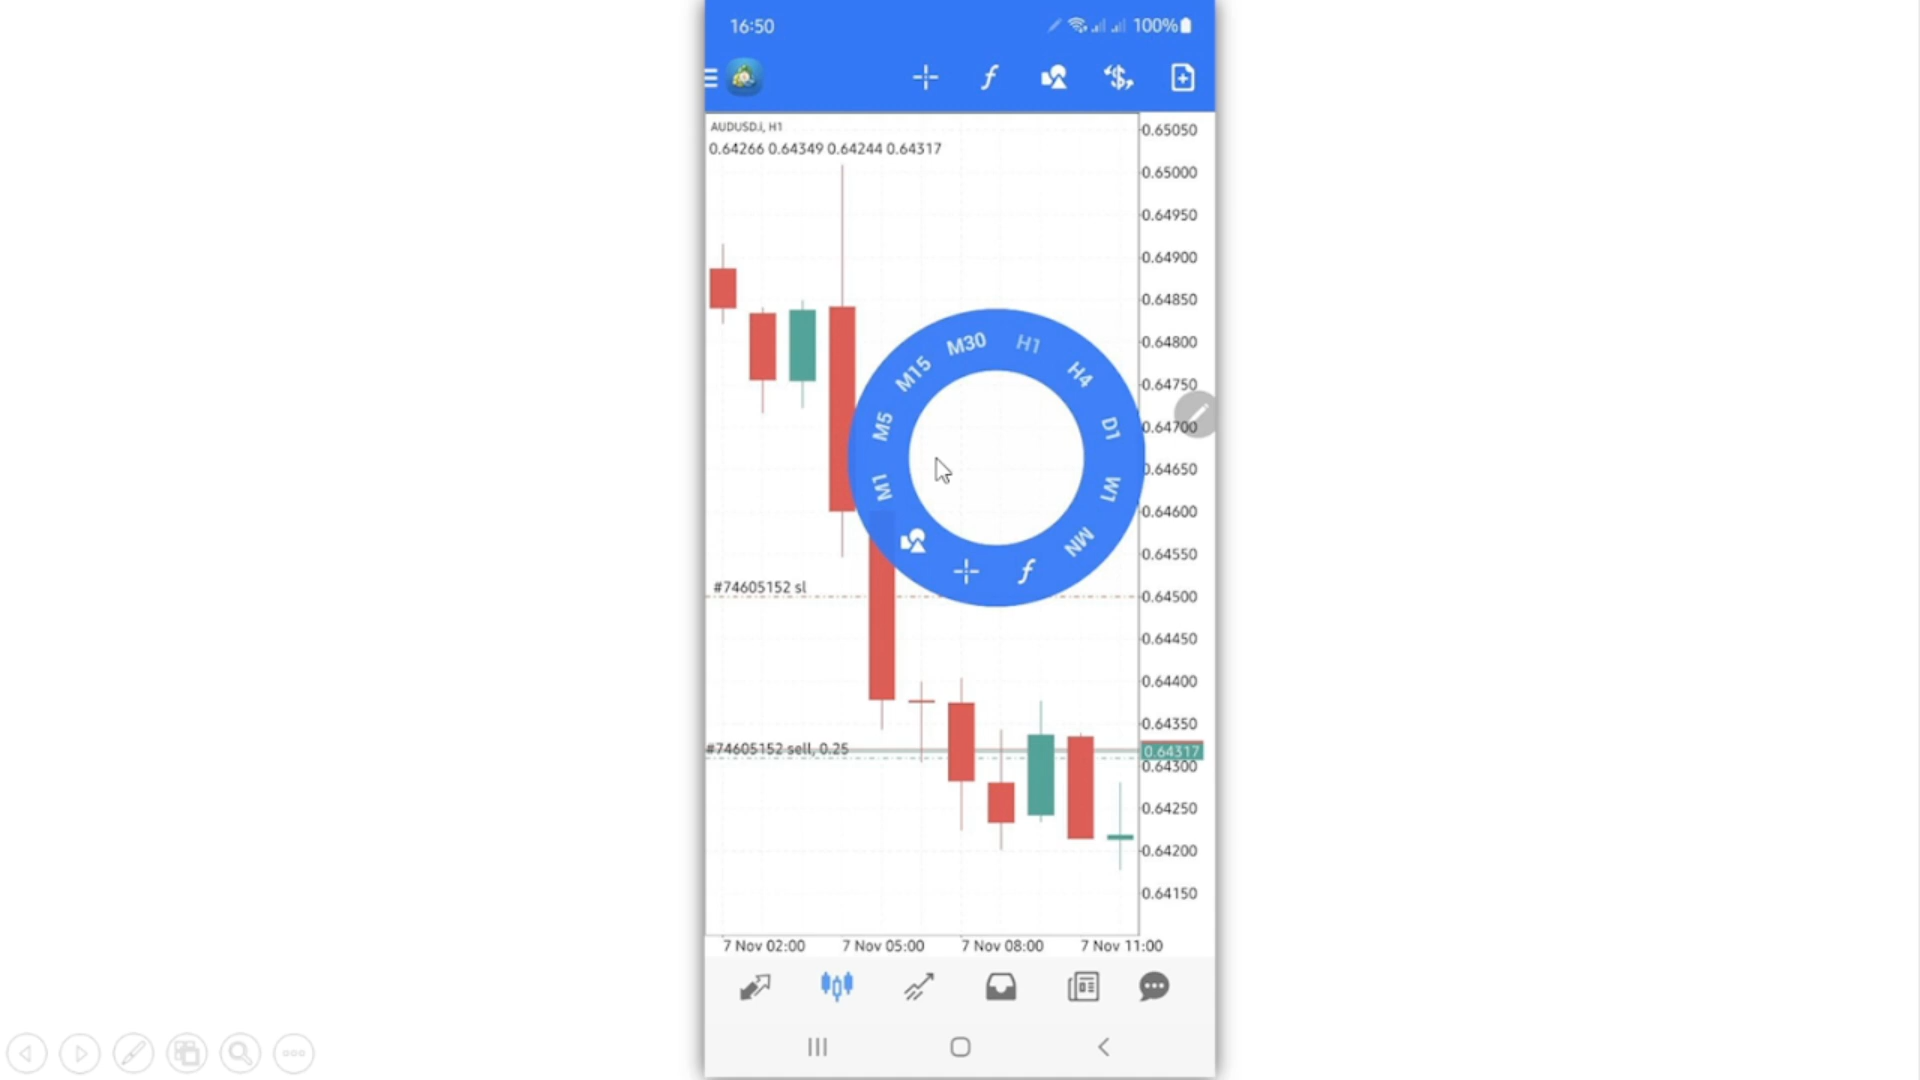 16:50
100%
AUDUSD.i, H1
0.64266 0.64349 0.64244 0.64317
0.65050
0.65000
0.64950
0.64900
0.64850
0.64800
0.64750
0.64700
0.64650
0.64600
0.64550
0.64500
0.64450
0.64400
0.64350
0.64317
0.64300
0.64250
0.64200
0.64150
M1
M5
M15
M30
H1
H4
D1
W1
MN
#74605152 sl
#74605152 sell, 0.25
7 Nov 02:00
7 Nov 05:00
7 Nov 08:00
7 Nov 11:00